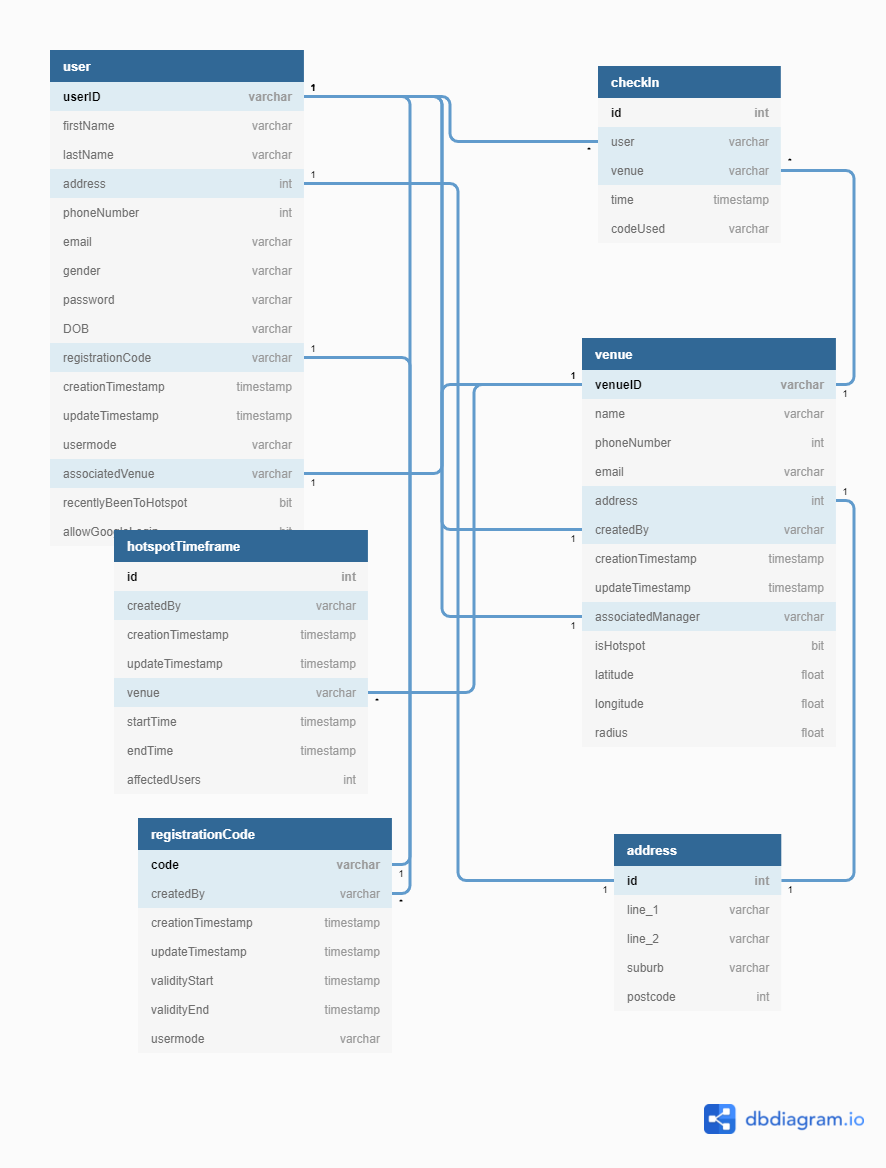 user
userID varchar
firstName varchar
lastName varchar
address int
phoneNumber int
email varchar
gender varchar
password varchar
DOB varchar
registrationCode varchar
creationTimestamp timestamp
updateTimestamp timestamp
usermode varchar
associatedVenue varchar
recentlyBeenToHotspot bit
allowGoogleLogin bit
1
1
1
1
checkIn
id int
user varchar
venue varchar
time timestamp
codeUsed varchar
*
*
venue
venueID varchar
name varchar
phoneNumber int
email varchar
address int
createdBy varchar
creationTimestamp timestamp
updateTimestamp timestamp
associatedManager varchar
isHotspot bit
latitude float
longitude float
radius float
1
1
1
1
1
hotspotTimeframe
id int
createdBy varchar
creationTimestamp timestamp
updateTimestamp timestamp
venue varchar
startTime timestamp
endTime timestamp
affectedUsers int
*
registrationCode
code varchar
createdBy varchar
creationTimestamp timestamp
updateTimestamp timestamp
validityStart timestamp
validityEnd timestamp
usermode varchar
1
*
address
id int
line_1 varchar
line_2 varchar
suburb varchar
postcode int
1
1
dbdiagram.io